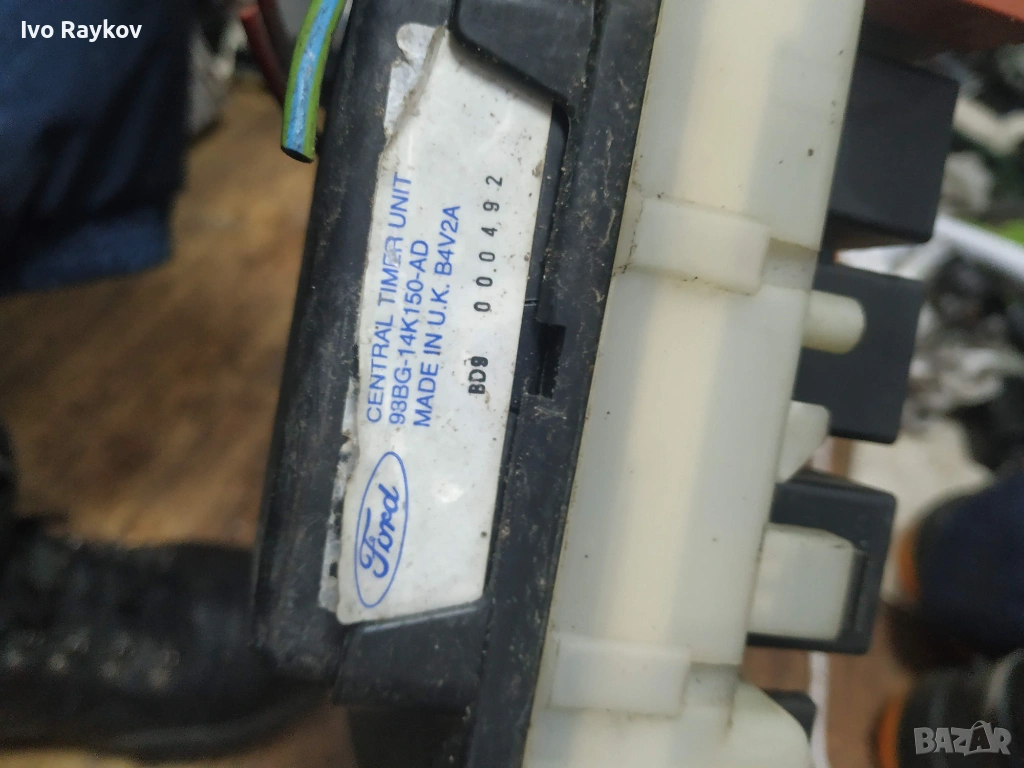 Ivo Raykov
CENTRAL TIMER UNIT
93BG-14K150-AD
MADE IN U.K. B4V2A
BD9 000492
Ford
BAZAR